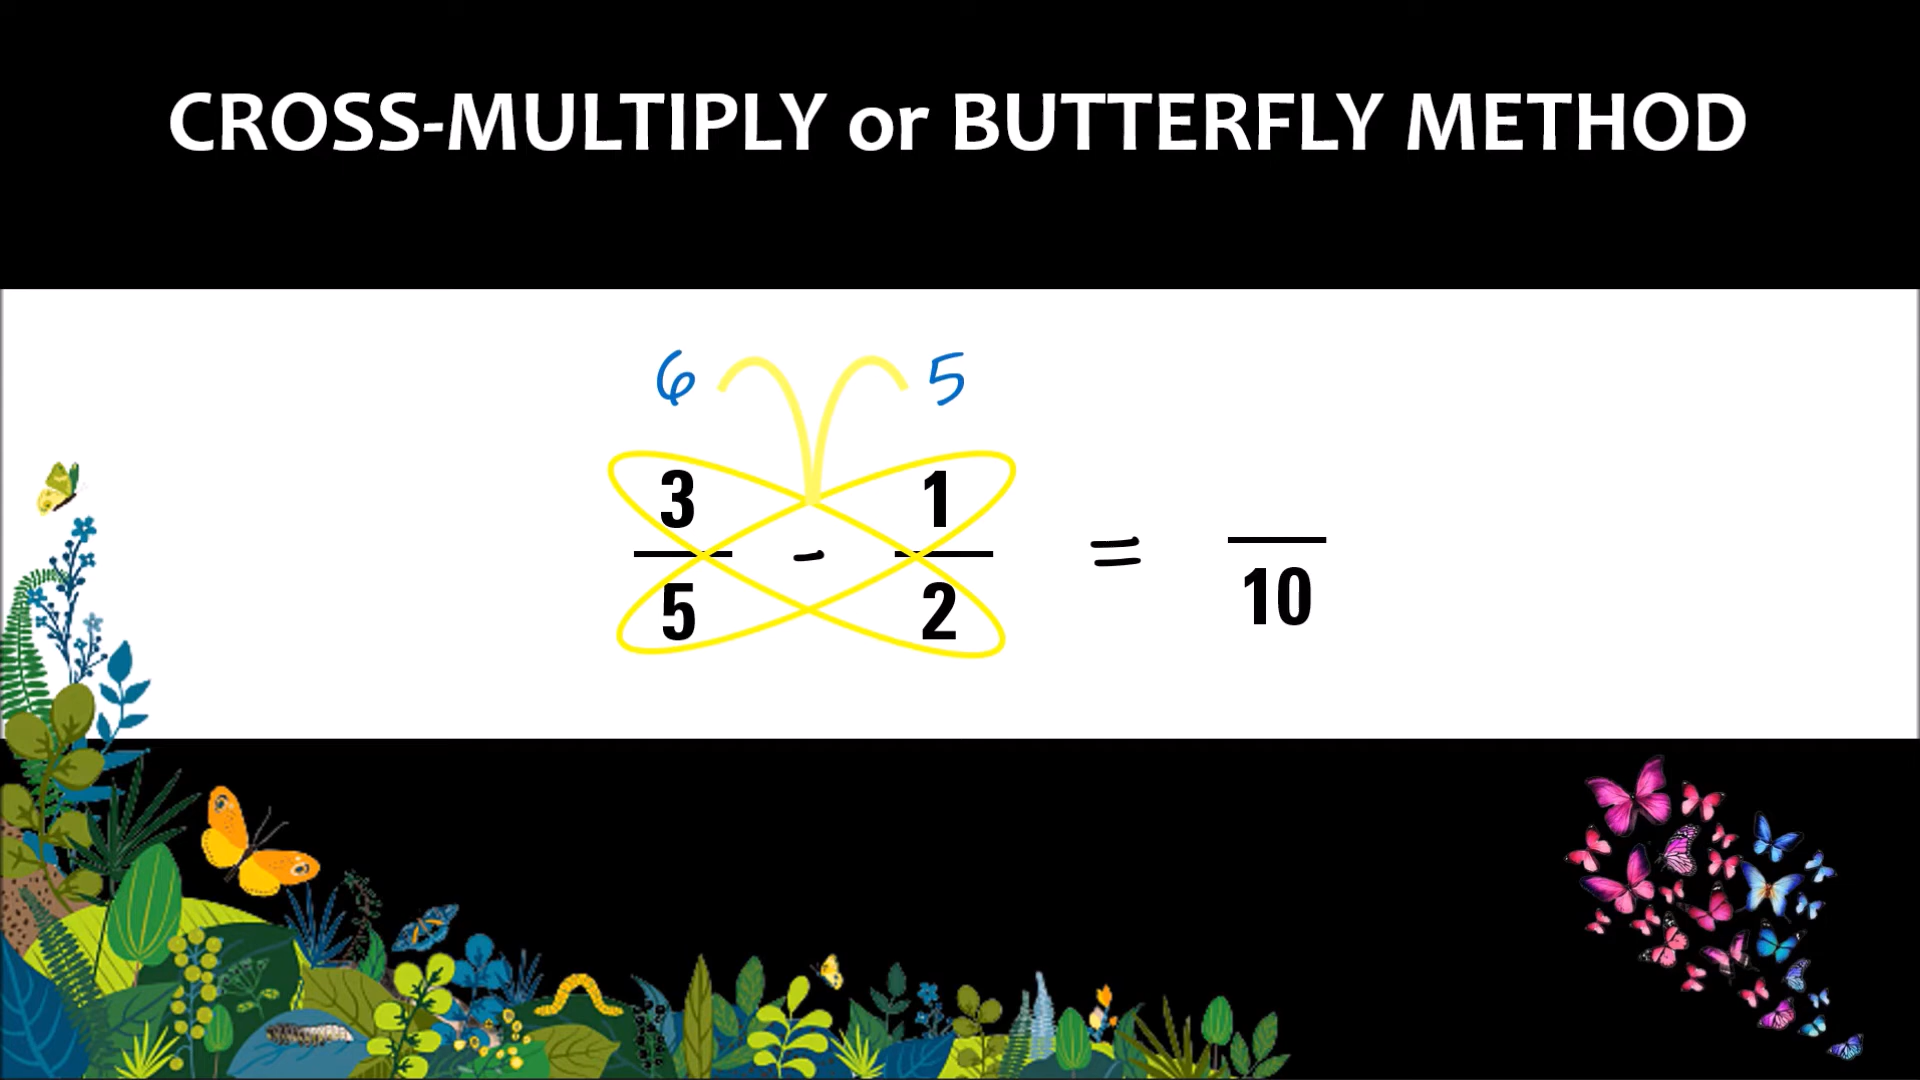 CROSS-MULTIPLY or BUTTERFLY METHOD
6 5
3 1
- =
5 2 10